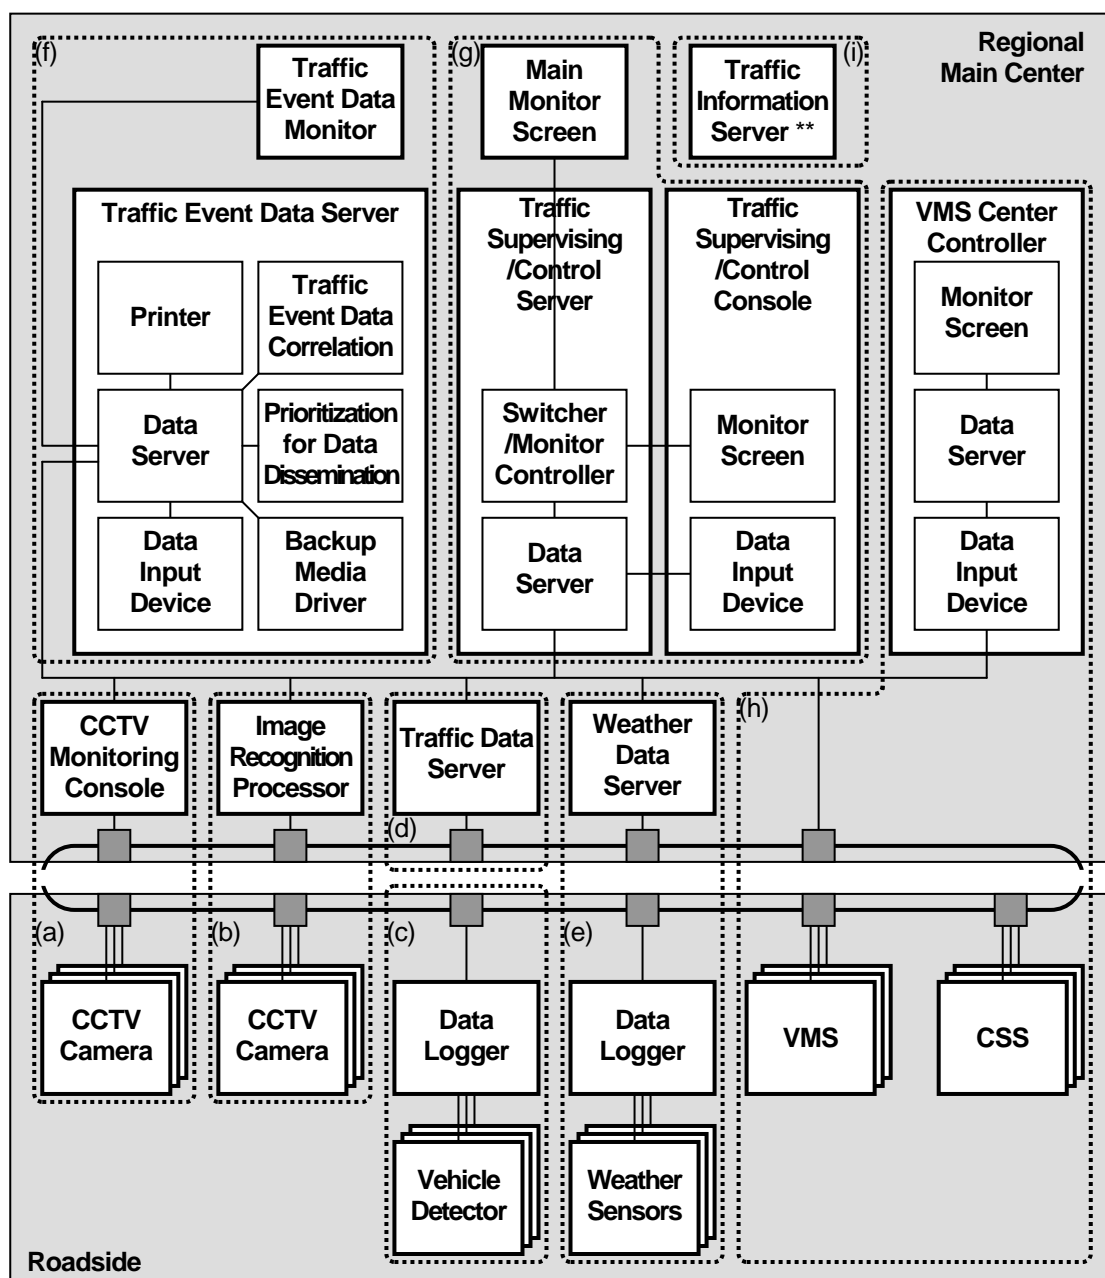 Regional
Main Center
(f)
Traffic
Event Data
Monitor
(g)
Main
Monitor
Screen
(i)
Traffic
Information
Server **
Traffic Event Data Server
Printer
Traffic
Event Data
Correlation
Data
Server
Prioritization
for Data
Dissemination
Data
Input
Device
Backup
Media
Driver
Traffic
Supervising
/Control
Server
Switcher
/Monitor
Controller
Data
Server
Traffic
Supervising
/Control
Console
Monitor
Screen
Data
Input
Device
VMS Center
Controller
Monitor
Screen
Data
Server
Data
Input
Device
CCTV
Monitoring
Console
Image
Recognition
Processor
Traffic Data
Server
(d)
Weather
Data
Server
(h)
(a)
CCTV
Camera
(b)
CCTV
Camera
(c)
Data
Logger
Vehicle
Detector
(e)
Data
Logger
Weather
Sensors
VMS
CSS
Roadside